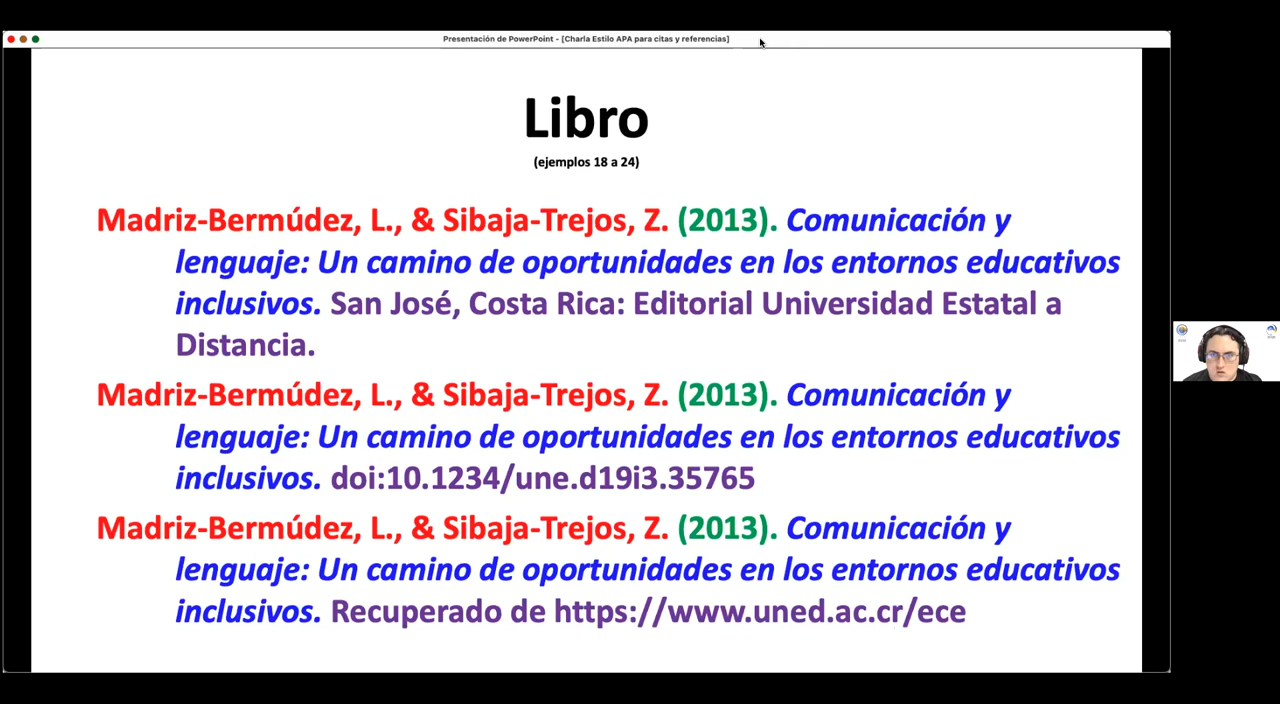 Presentación de PowerPoint - [Charla Estilo APA para citas y referencias]
Libro
(ejemplos 18 a 24)
Madriz-Bermúdez, L., & Sibaja-Trejos, Z. (2013). Comunicación y
lenguaje: Un camino de oportunidades en los entornos educativos
inclusivos. San José, Costa Rica: Editorial Universidad Estatal a
Distancia.
Madriz-Bermúdez, L., & Sibaja-Trejos, Z. (2013). Comunicación y
lenguaje: Un camino de oportunidades en los entornos educativos
inclusivos. doi:10.1234/une.d19i3.35765
Madriz-Bermúdez, L., & Sibaja-Trejos, Z. (2013). Comunicación y
lenguaje: Un camino de oportunidades en los entornos educativos
inclusivos. Recuperado de https://www.uned.ac.cr/ece